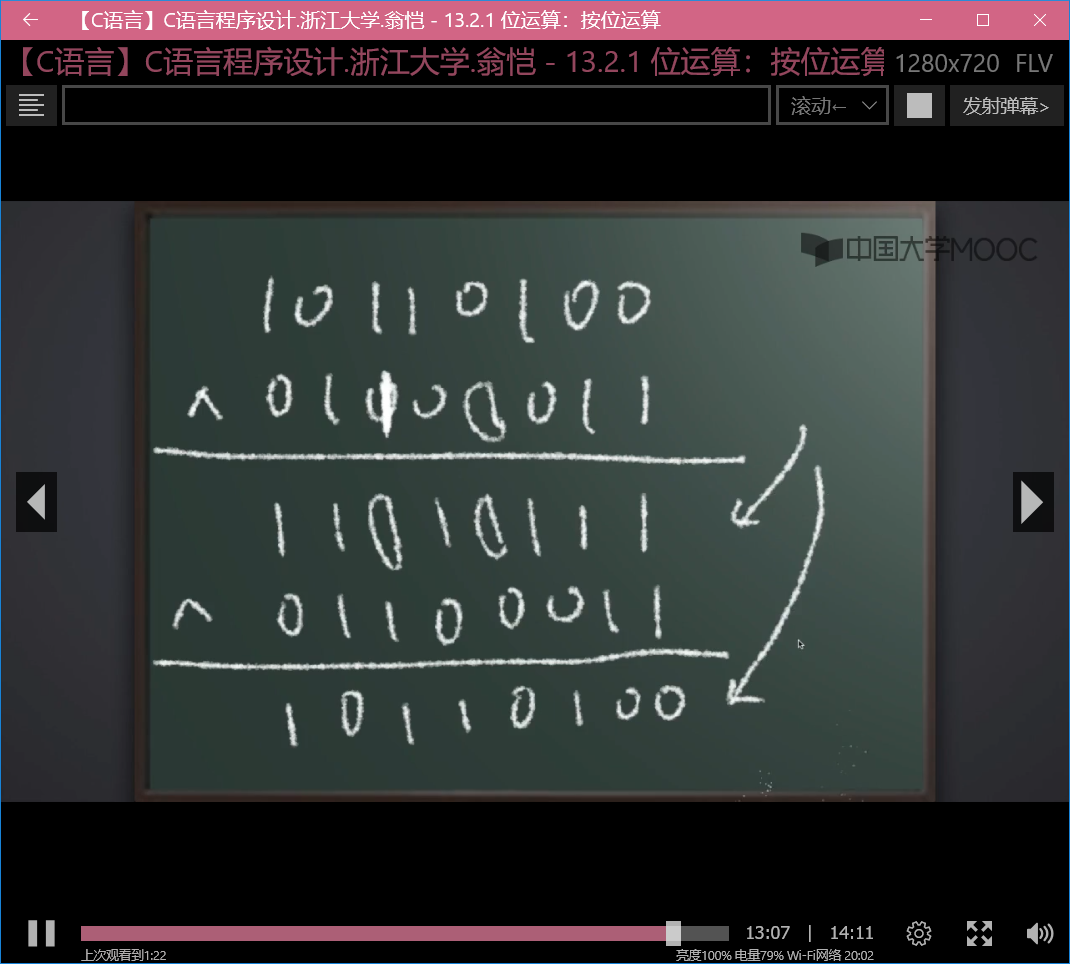 【C语言】C语言程序设计.浙江大学.翁恺 - 13.2.1 位运算：按位运算
【C语言】C语言程序设计.浙江大学.翁恺 - 13.2.1 位运算：按位运算 1280x720 FLV
滚动← 发射弹幕>
中国大学MOOC
10110100
^ 01100011
11010111
^ 01100011
10110100
13:07 | 14:11
上次观看到1:22 亮度100% 电量79% Wi-Fi网络 20:02